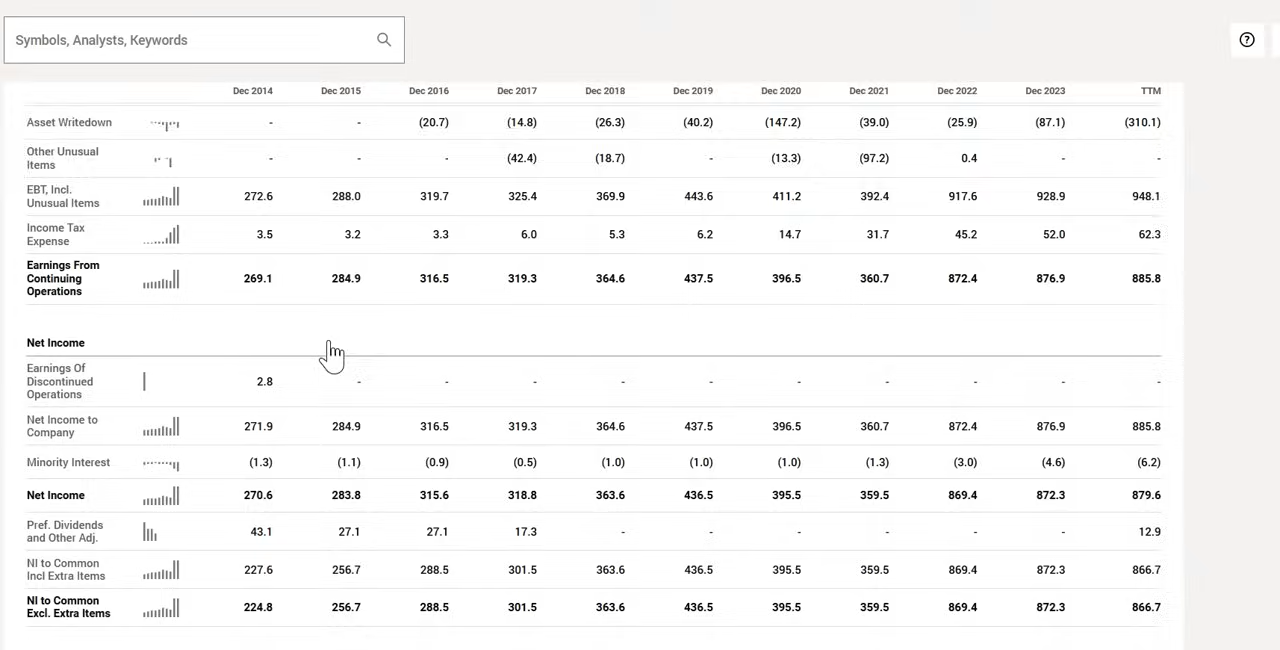 Symbols, Analysts, Keywords
Dec 2014 Dec 2015 Dec 2016 Dec 2017 Dec 2018 Dec 2019 Dec 2020 Dec 2021 Dec 2022 Dec 2023 TTM
Asset Writedown - - (20.7) (14.8) (26.3) (40.2) (147.2) (39.0) (25.9) (87.1) (310.1)
Other Unusual
Items - - - (42.4) (18.7) - (13.3) (97.2) 0.4 - -
EBT, Incl.
Unusual Items 272.6 288.0 319.7 325.4 369.9 443.6 411.2 392.4 917.6 928.9 948.1
Income Tax
Expense 3.5 3.2 3.3 6.0 5.3 6.2 14.7 31.7 45.2 52.0 62.3
Earnings From
Continuing 269.1 284.9 316.5 319.3 364.6 437.5 396.5 360.7 872.4 876.9 885.8
Operations
Net Income
Earnings Of
Discontinued 2.8 - - - - - - - - - -
Operations
Net Income to
Company 271.9 284.9 316.5 319.3 364.6 437.5 396.5 360.7 872.4 876.9 885.8
Minority Interest (1.3) (1.1) (0.9) (0.5) (1.0) (1.0) (1.0) (1.3) (3.0) (4.6) (6.2)
Net Income 270.6 283.8 315.6 318.8 363.6 436.5 395.5 359.5 869.4 872.3 879.6
Pref. Dividends
and Other Adj. 43.1 27.1 27.1 17.3 - - - - - - 12.9
NI to Common
Incl Extra Items 227.6 256.7 288.5 301.5 363.6 436.5 395.5 359.5 869.4 872.3 866.7
NI to Common
Excl. Extra Items 224.8 256.7 288.5 301.5 363.6 436.5 395.5 359.5 869.4 872.3 866.7